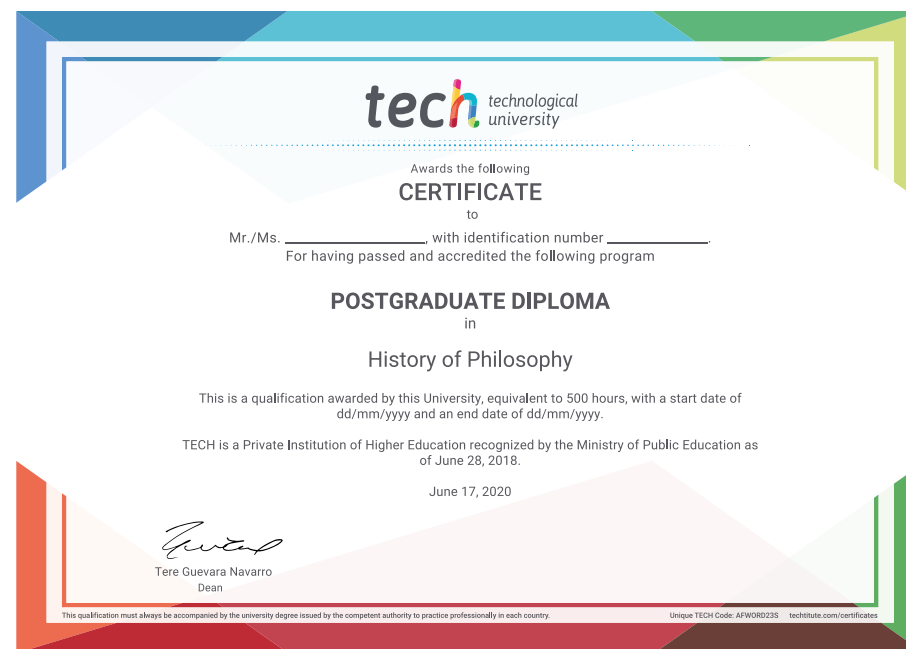 tech technological
university
Awards the following
CERTIFICATE
to
Mr./Ms. ____________________, with identification number ______________.
For having passed and accredited the following program
POSTGRADUATE DIPLOMA
in
History of Philosophy
This is a qualification awarded by this University, equivalent to 500 hours, with a start date of
dd/mm/yyyy and an end date of dd/mm/yyyy.
TECH is a Private Institution of Higher Education recognized by the Ministry of Public Education as
of June 28, 2018.
June 17, 2020
Tere Guevara Navarro
Dean
This qualification must always be accompanied by the university degree issued by the competent authority to practice professionally in each country. Unique TECH Code: AFWORD23S techtitute.com/certificates